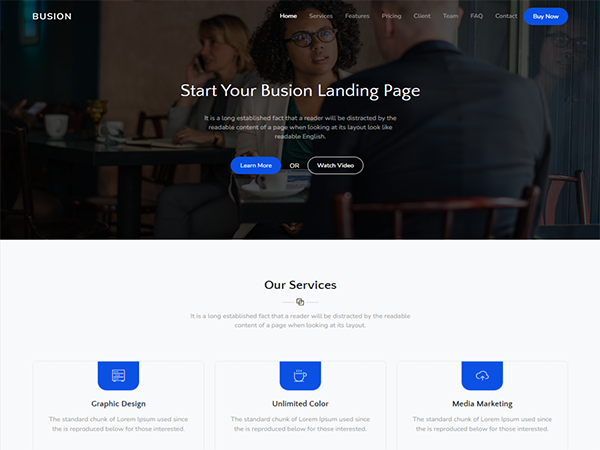 BUSION
Home Services Features Pricing Client Team FAQ Contact Buy Now
Start Your Busion Landing Page
It is a long established fact that a reader will be distracted by the
readable content of a page when looking at its layout look like
readable English.
Learn More OR Watch Video
Our Services
It is a long established fact that a reader will be distracted by the readable
content of a page when looking at its layout.
Graphic Design
The standard chunk of Lorem Ipsum used since
the is reproduced below for those interested.
Unlimited Color
The standard chunk of Lorem Ipsum used since
the is reproduced below for those interested.
Media Marketing
The standard chunk of Lorem Ipsum used since
the is reproduced below for those interested.